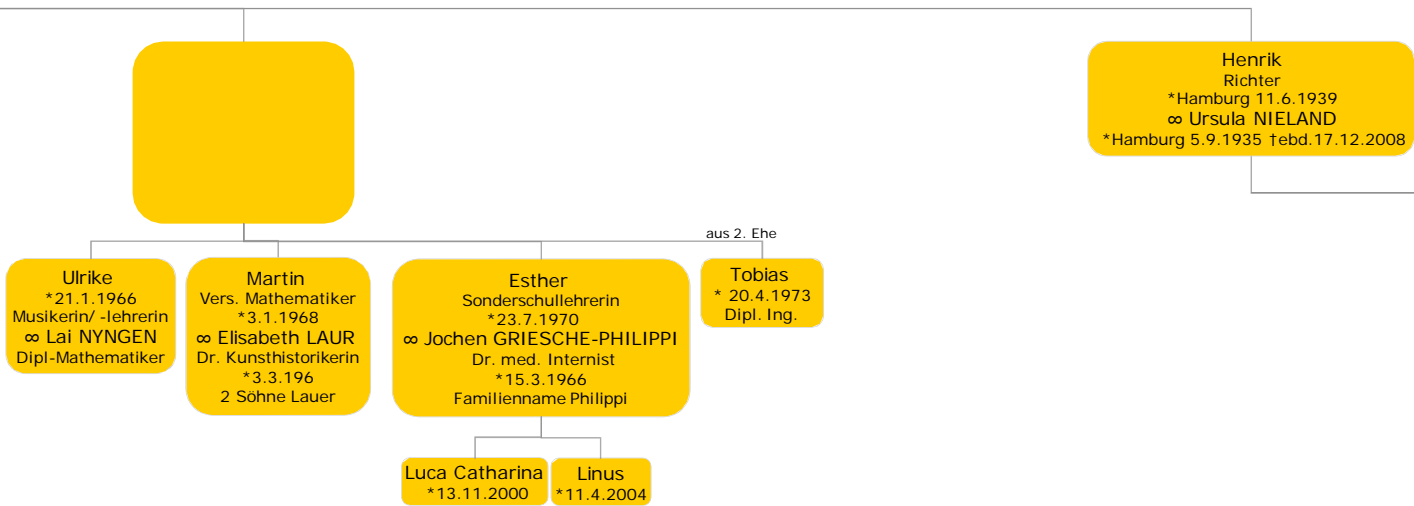 Henrik
Richter
*Hamburg 11.6.1939
∞ Ursula NIELAND
*Hamburg 5.9.1935 †ebd.17.12.2008
aus 2. Ehe
Ulrike
*21.1.1966
Musikerin/ -lehrerin
∞ Lai NYNGEN
Dipl-Mathematiker
Martin
Vers. Mathematiker
*3.1.1968
∞ Elisabeth LAUR
Dr. Kunsthistorikerin
*3.3.196
2 Söhne Lauer
Esther
Sonderschullehrerin
*23.7.1970
∞ Jochen GRIESCHE-PHILIPPI
Dr. med. Internist
*15.3.1966
Familienname Philippi
Tobias
* 20.4.1973
Dipl. Ing.
Luca Catharina
*13.11.2000
Linus
*11.4.2004